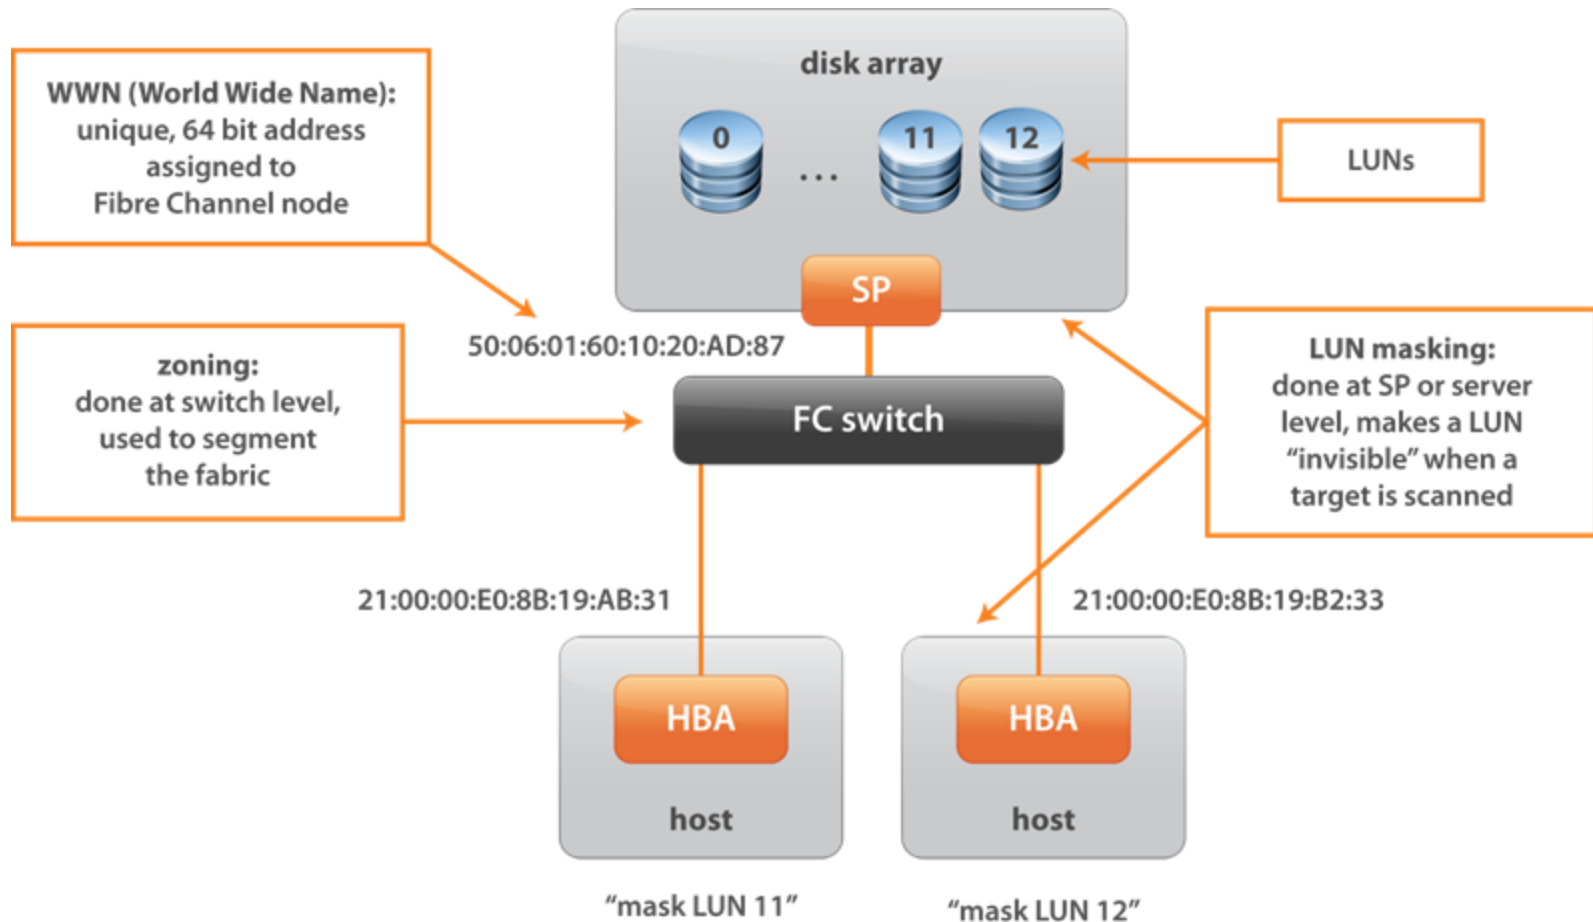 disk array
WWN (World Wide Name):
unique, 64 bit address
assigned to
Fibre Channel node
0
...
11
12
LUNs
SP
50:06:01:60:10:20:AD:87
zoning:
done at switch level,
used to segment
the fabric
FC switch
LUN masking:
done at SP or server
level, makes a LUN
“invisible” when a
target is scanned
21:00:00:E0:8B:19:AB:31
21:00:00:E0:8B:19:B2:33
HBA
host
HBA
host
“mask LUN 11”
“mask LUN 12”